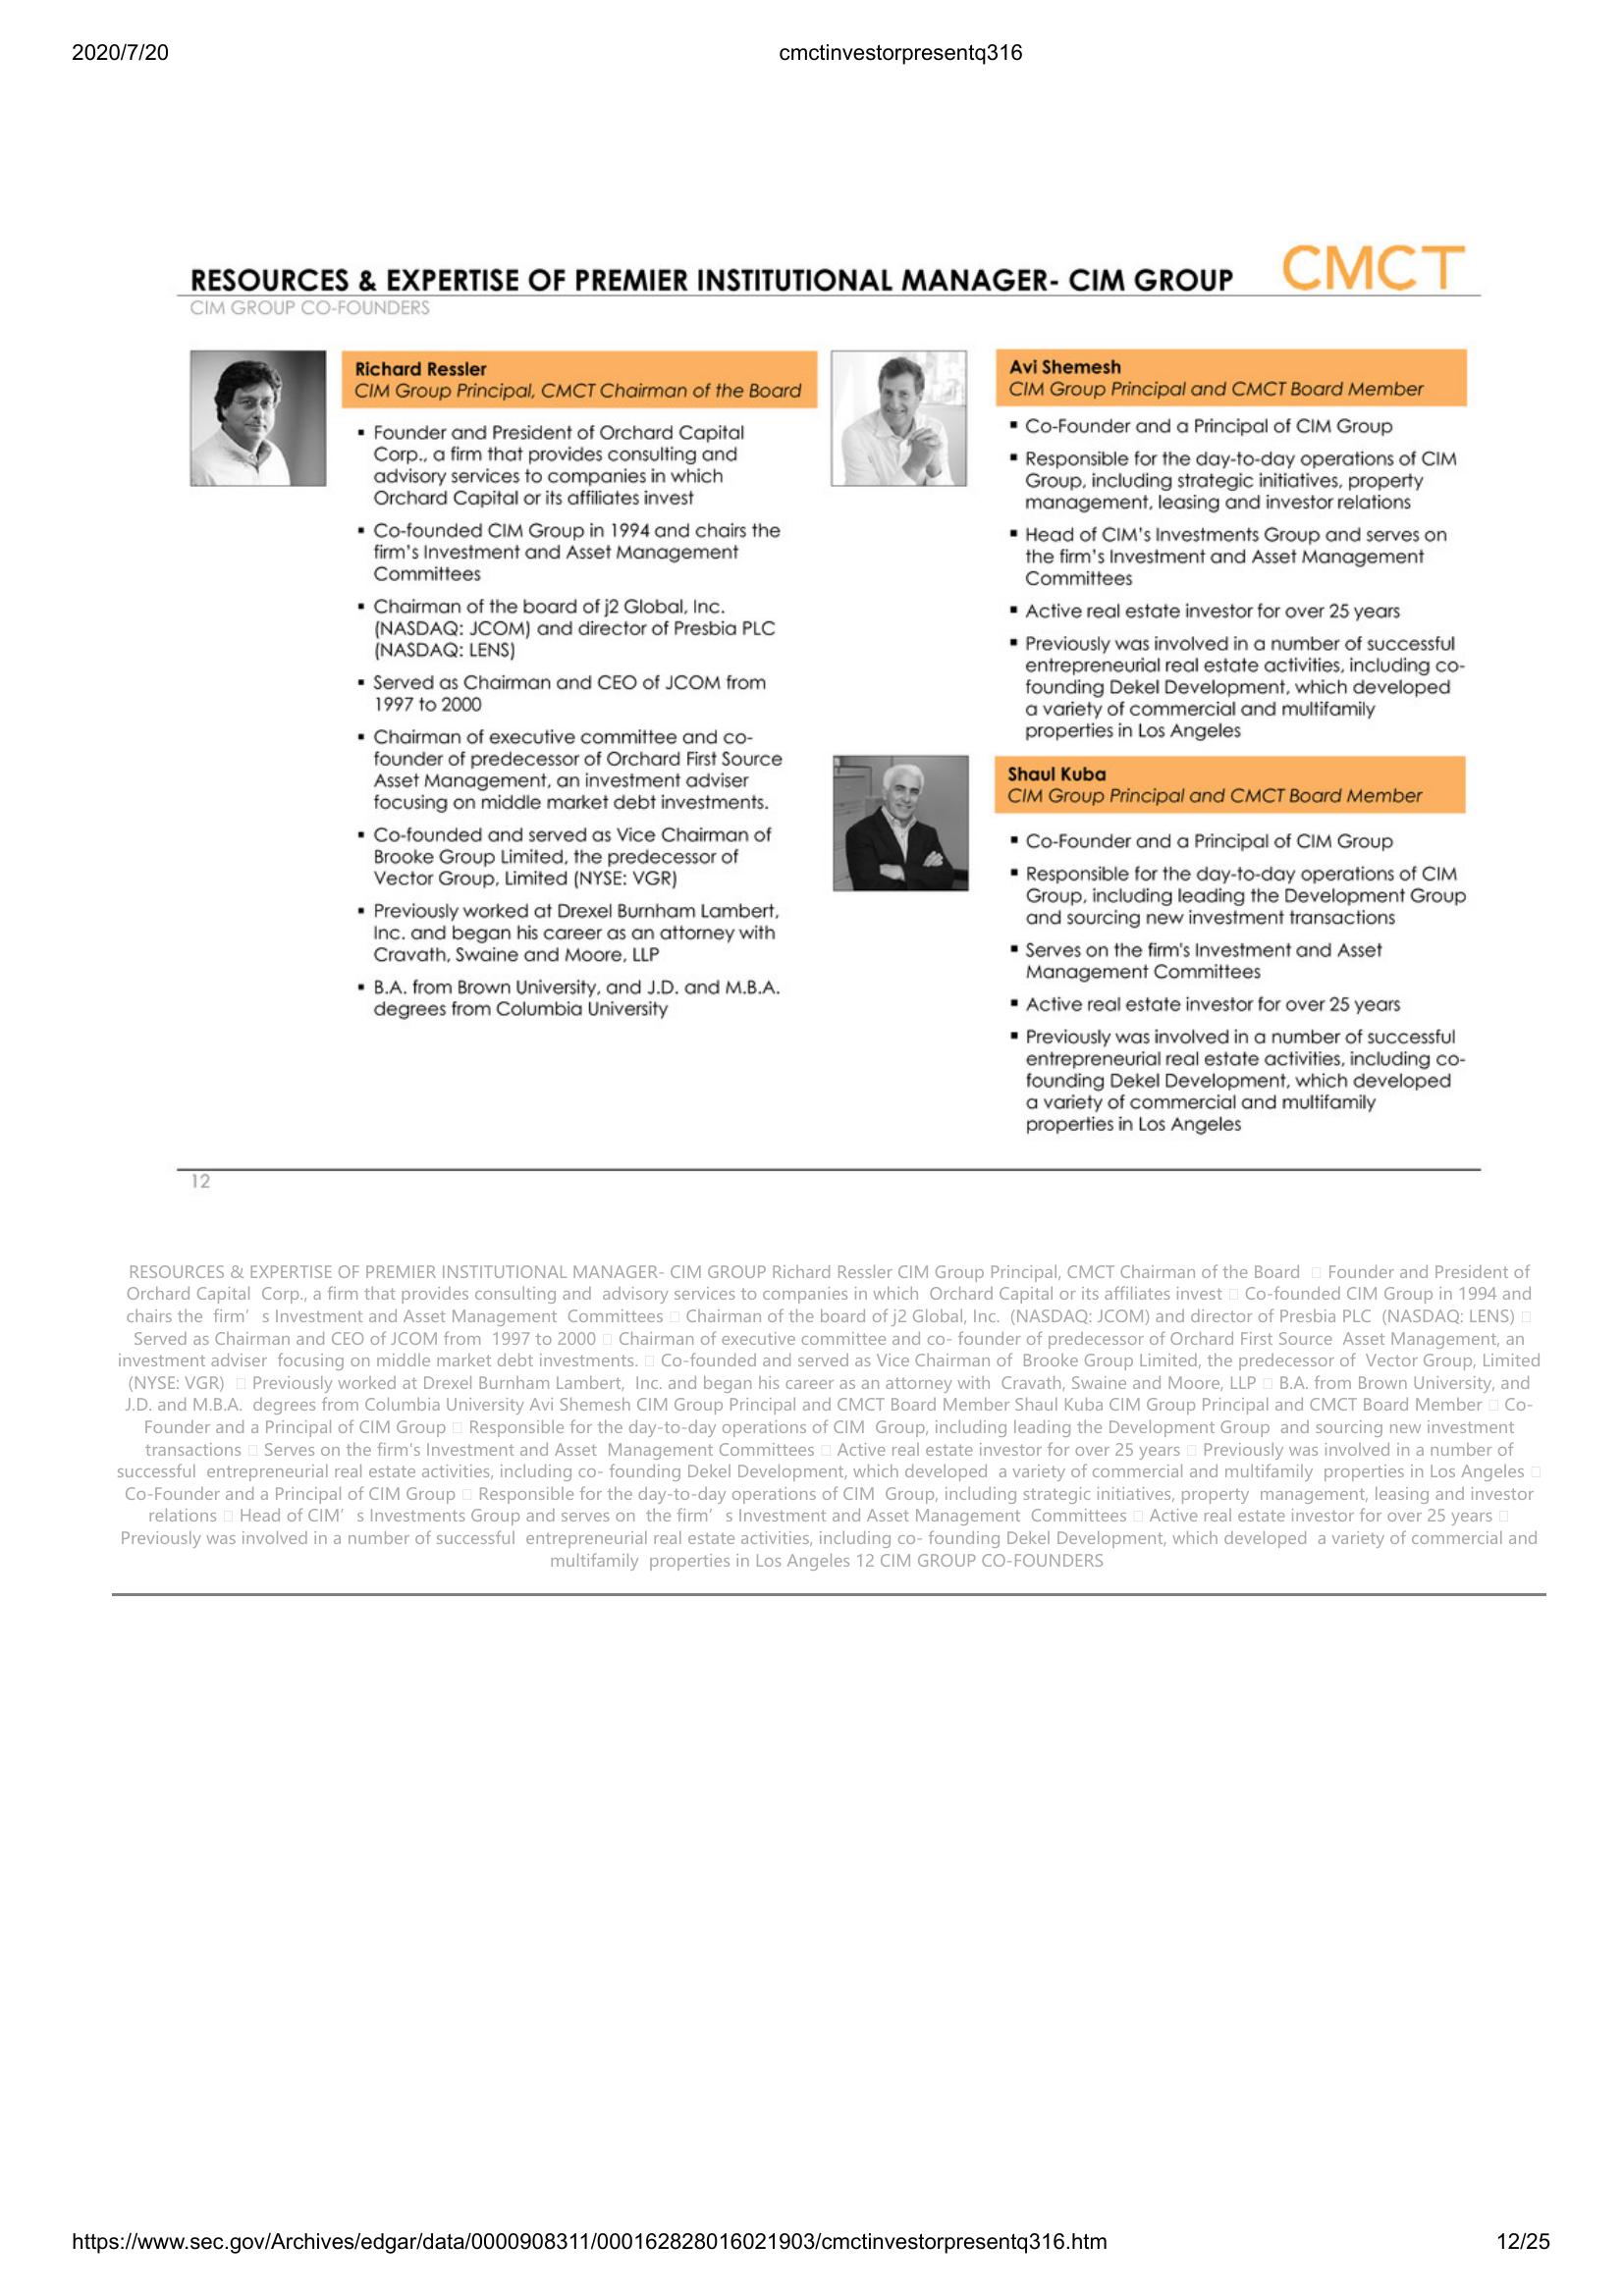 2020/7/20
cmctinvestorpresentq316
RESOURCES & EXPERTISE OF PREMIER INSTITUTIONAL MANAGER- CIM GROUP
CMCT
CIM GROUP CO-FOUNDERS
Richard Ressler
CIM Group Principal, CMCT Chairman of the Board
▪ Founder and President of Orchard Capital
Corp., a firm that provides consulting and
advisory services to companies in which
Orchard Capital or its affiliates invest
▪ Co-founded CIM Group in 1994 and chairs the
firm's Investment and Asset Management
Committees
▪ Chairman of the board of j2 Global, Inc.
(NASDAQ: JCOM) and director of Presbia PLC
(NASDAQ: LENS)
▪ Served as Chairman and CEO of JCOM from
1997 to 2000
▪ Chairman of executive committee and co-
founder of predecessor of Orchard First Source
Asset Management, an investment adviser
focusing on middle market debt investments.
▪ Co-founded and served as Vice Chairman of
Brooke Group Limited, the predecessor of
Vector Group, Limited (NYSE: VGR)
▪ Previously worked at Drexel Burnham Lambert,
Inc. and began his career as an attorney with
Cravath, Swaine and Moore, LLP
▪ B.A. from Brown University, and J.D. and M.B.A.
degrees from Columbia University
Avi Shemesh
CIM Group Principal and CMCT Board Member
▪ Co-Founder and a Principal of CIM Group
▪ Responsible for the day-to-day operations of CIM
Group, including strategic initiatives, property
management, leasing and investor relations
▪ Head of CIM's Investments Group and serves on
the firm's Investment and Asset Management
Committees
▪ Active real estate investor for over 25 years
▪ Previously was involved in a number of successful
entrepreneurial real estate activities, including co-
founding Dekel Development, which developed
a variety of commercial and multifamily
properties in Los Angeles
Shaul Kuba
CIM Group Principal and CMCT Board Member
▪ Co-Founder and a Principal of CIM Group
▪ Responsible for the day-to-day operations of CIM
Group, including leading the Development Group
and sourcing new investment transactions
▪ Serves on the firm's Investment and Asset
Management Committees
▪ Active real estate investor for over 25 years
▪ Previously was involved in a number of successful
entrepreneurial real estate activities, including co-
founding Dekel Development, which developed
a variety of commercial and multifamily
properties in Los Angeles
12
RESOURCES & EXPERTISE OF PREMIER INSTITUTIONAL MANAGER- CIM GROUP Richard Ressler CIM Group Principal, CMCT Chairman of the Board □ Founder and President of
Orchard Capital Corp., a firm that provides consulting and advisory services to companies in which Orchard Capital or its affiliates invest □ Co-founded CIM Group in 1994 and
chairs the firm’ s Investment and Asset Management Committees □ Chairman of the board of j2 Global, Inc. (NASDAQ: JCOM) and director of Presbia PLC (NASDAQ: LENS) □
Served as Chairman and CEO of JCOM from 1997 to 2000 □ Chairman of executive committee and co- founder of predecessor of Orchard First Source Asset Management, an
investment adviser focusing on middle market debt investments. □ Co-founded and served as Vice Chairman of Brooke Group Limited, the predecessor of Vector Group, Limited
(NYSE: VGR) □ Previously worked at Drexel Burnham Lambert, Inc. and began his career as an attorney with Cravath, Swaine and Moore, LLP □ B.A. from Brown University, and
J.D. and M.B.A. degrees from Columbia University Avi Shemesh CIM Group Principal and CMCT Board Member Shaul Kuba CIM Group Principal and CMCT Board Member □ Co-
Founder and a Principal of CIM Group □ Responsible for the day-to-day operations of CIM Group, including leading the Development Group and sourcing new investment
transactions □ Serves on the firm's Investment and Asset Management Committees □ Active real estate investor for over 25 years □ Previously was involved in a number of
successful entrepreneurial real estate activities, including co- founding Dekel Development, which developed a variety of commercial and multifamily properties in Los Angeles □
Co-Founder and a Principal of CIM Group □ Responsible for the day-to-day operations of CIM Group, including strategic initiatives, property management, leasing and investor
relations □ Head of CIM’ s Investments Group and serves on the firm’ s Investment and Asset Management Committees □ Active real estate investor for over 25 years □
Previously was involved in a number of successful entrepreneurial real estate activities, including co- founding Dekel Development, which developed a variety of commercial and
multifamily properties in Los Angeles 12 CIM GROUP CO-FOUNDERS
https://www.sec.gov/Archives/edgar/data/0000908311/000162828016021903/cmctinvestorpresentq316.htm
12/25